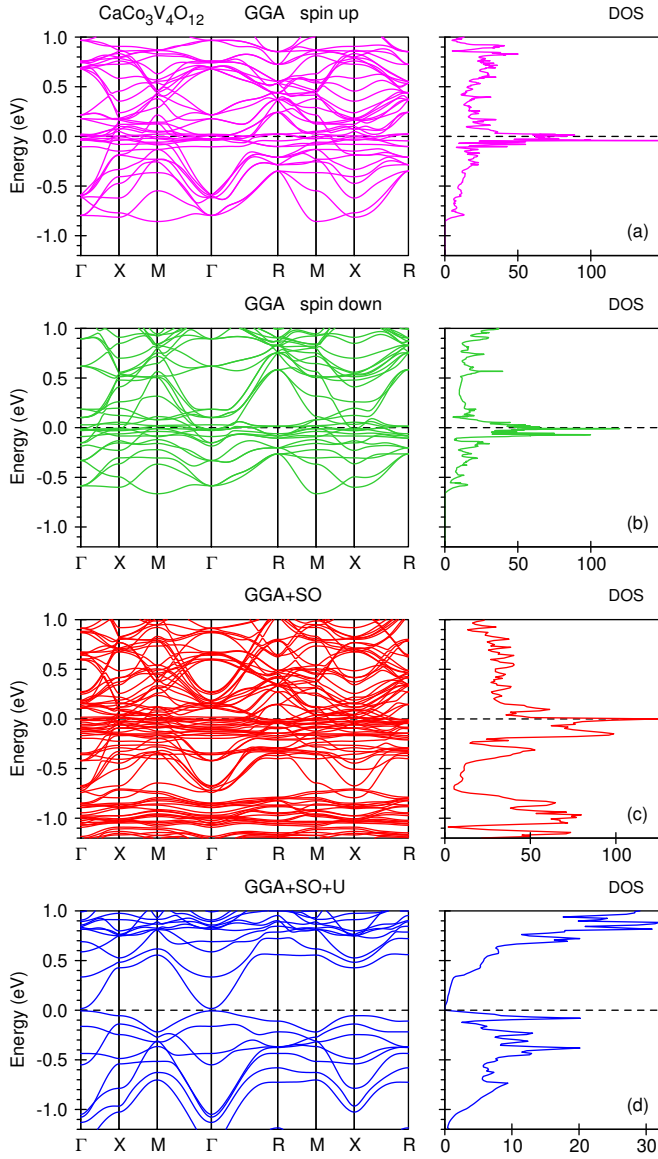 CaCo₃V₄O₁₂ GGA spin up DOS
1.0
0.5
0.0
-0.5
-1.0
Energy (eV)
(a)
Γ X M Γ R M X R 0 50 100
GGA spin down DOS
1.0
0.5
0.0
-0.5
-1.0
Energy (eV)
(b)
Γ X M Γ R M X R 0 50 100
GGA+SO DOS
1.0
0.5
0.0
-0.5
-1.0
Energy (eV)
(c)
Γ X M Γ R M X R 0 50 100
GGA+SO+U DOS
1.0
0.5
0.0
-0.5
-1.0
Energy (eV)
(d)
Γ X M Γ R M X R 0 10 20 30